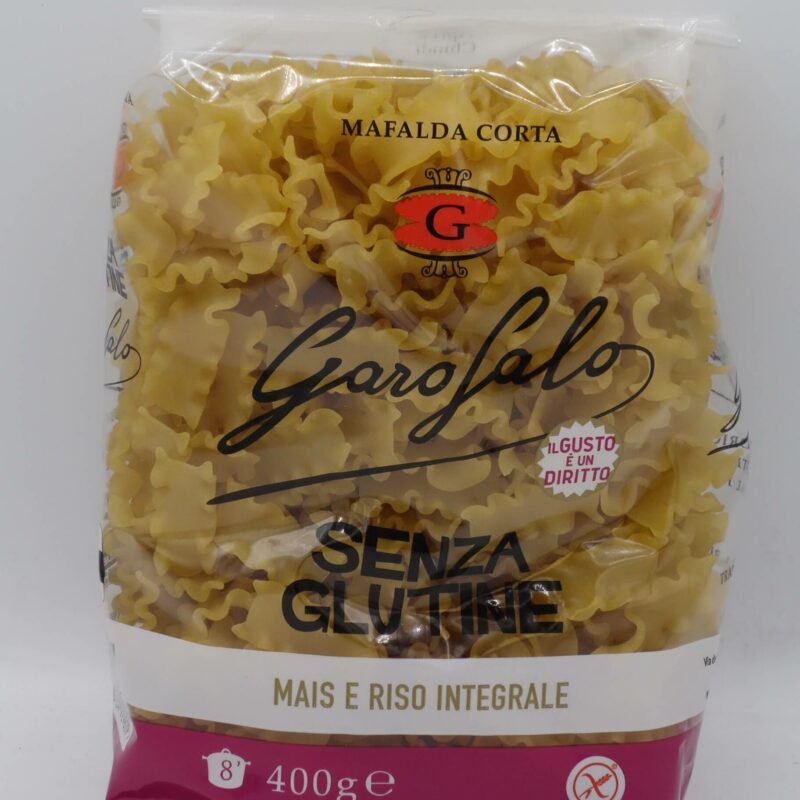 MAFALDA CORTA
G
Garofalo
IL GUSTO
È UN
DIRITTO
SENZA
GLUTINE
MAIS E RISO INTEGRALE
8'
400g e